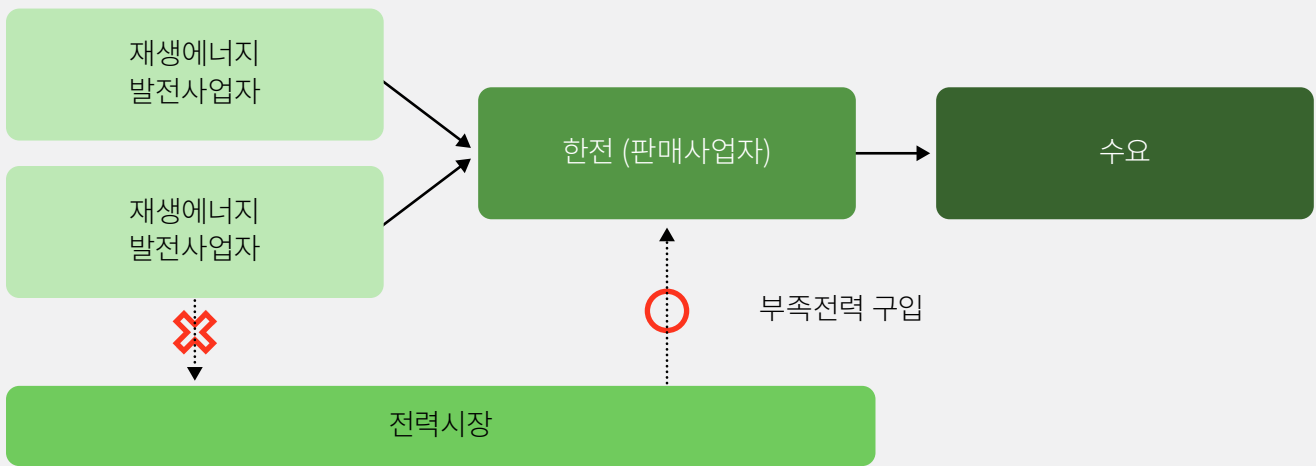 재생에너지
발전사업자
한전 (판매사업자)
수요
재생에너지
발전사업자
부족전력 구입
전력시장